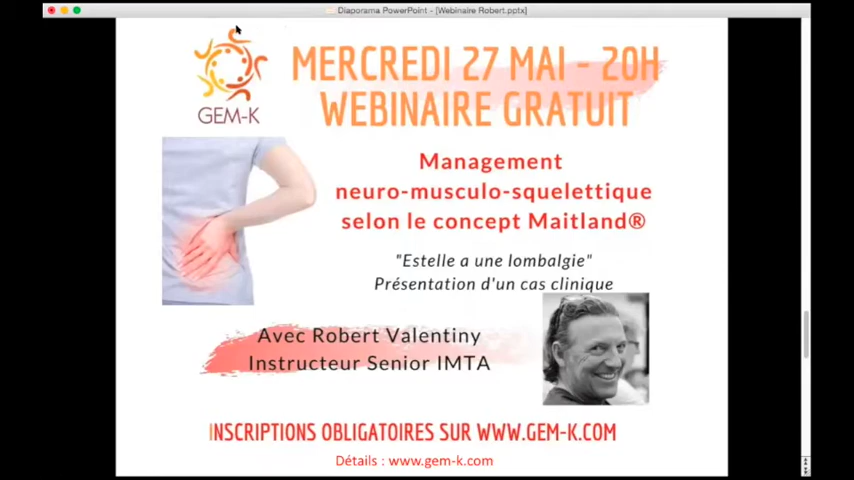 Diaporama PowerPoint - [Webinaire Robert.pptx]
MERCREDI 27 MAI - 20H
WEBINAIRE GRATUIT
GEM-K
Management
neuro-musculo-squelettique
selon le concept Maitland®
"Estelle a une lombalgie"
Présentation d'un cas clinique
Avec Robert Valentiny
Instructeur Senior IMTA
INSCRIPTIONS OBLIGATOIRES SUR WWW.GEM-K.COM
Détails : www.gem-k.com